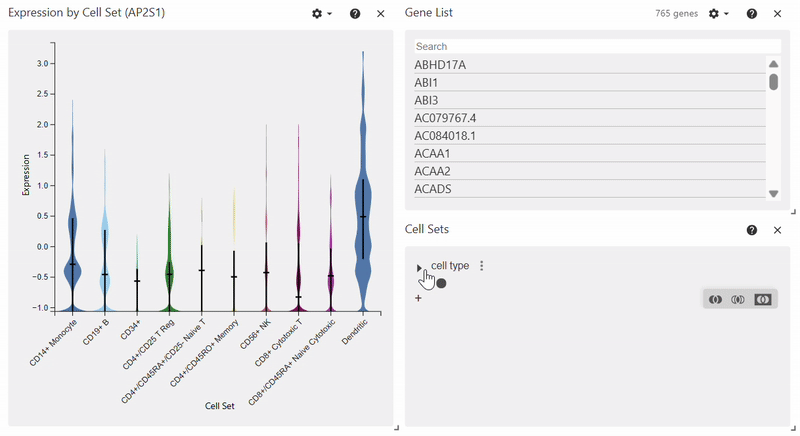 Expression by Cell Set (AP2S1)
Expression
3.0
2.5
2.0
1.5
1.0
0.5
0.0
−0.5
−1.0
CD14+ Monocyte
CD19+ B
CD34+
CD4+/CD25 T Reg
CD4+/CD45RA+/CD25- Naive T
CD4+/CD45RO+ Memory
CD56+ NK
CD8+ Cytotoxic T
CD8+/CD45RA+ Naive Cytotoxic
Dendritic
Cell Set
Gene List
765 genes
Search
ABHD17A
ABI1
ABI3
AC079767.4
AC084018.1
ACAA1
ACAA2
ACADS
Cell Sets
cell type
+